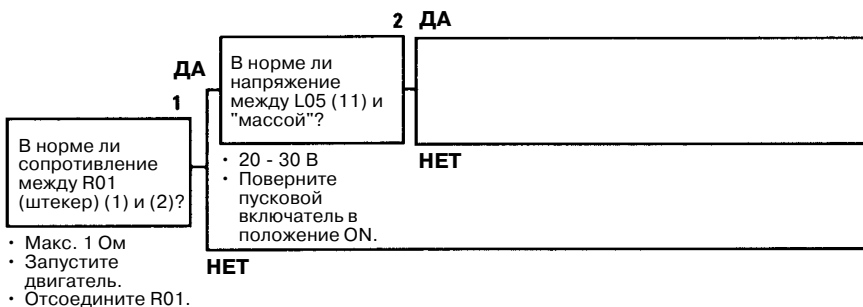 2 ДА
ДА
В норме ли
напряжение
между L05 (11) и
"массой"?
1
В норме ли
сопротивление
между R01
(штекер) (1) и (2)?
· 20 - 30 В
· Поверните
пусковой
включатель в
положение ON.
НЕТ
· Макс. 1 Ом
· Запустите
двигатель.
· Отсоедините R01.
НЕТ